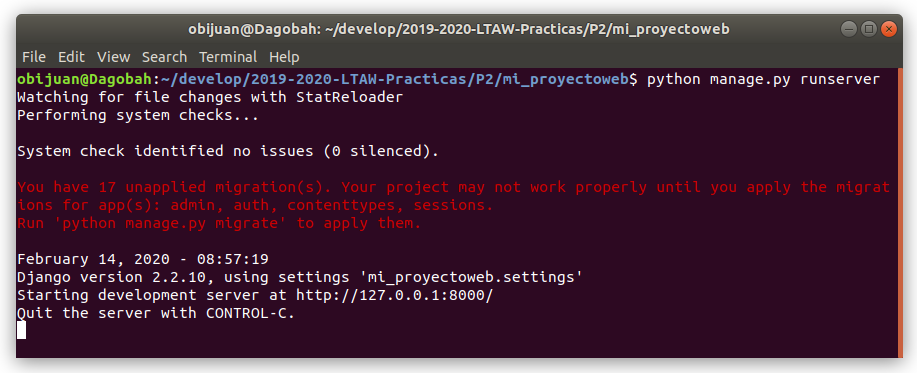 obijuan@Dagobah: ~/develop/2019-2020-LTAW-Practicas/P2/mi_proyectoweb
File Edit View Search Terminal Help
obijuan@Dagobah:~/develop/2019-2020-LTAW-Practicas/P2/mi_proyectoweb$ python manage.py runserver
Watching for file changes with StatReloader
Performing system checks...
System check identified no issues (0 silenced).
You have 17 unapplied migration(s). Your project may not work properly until you apply the migrat
ions for app(s): admin, auth, contenttypes, sessions.
Run 'python manage.py migrate' to apply them.
February 14, 2020 - 08:57:19
Django version 2.2.10, using settings 'mi_proyectoweb.settings'
Starting development server at http://127.0.0.1:8000/
Quit the server with CONTROL-C.